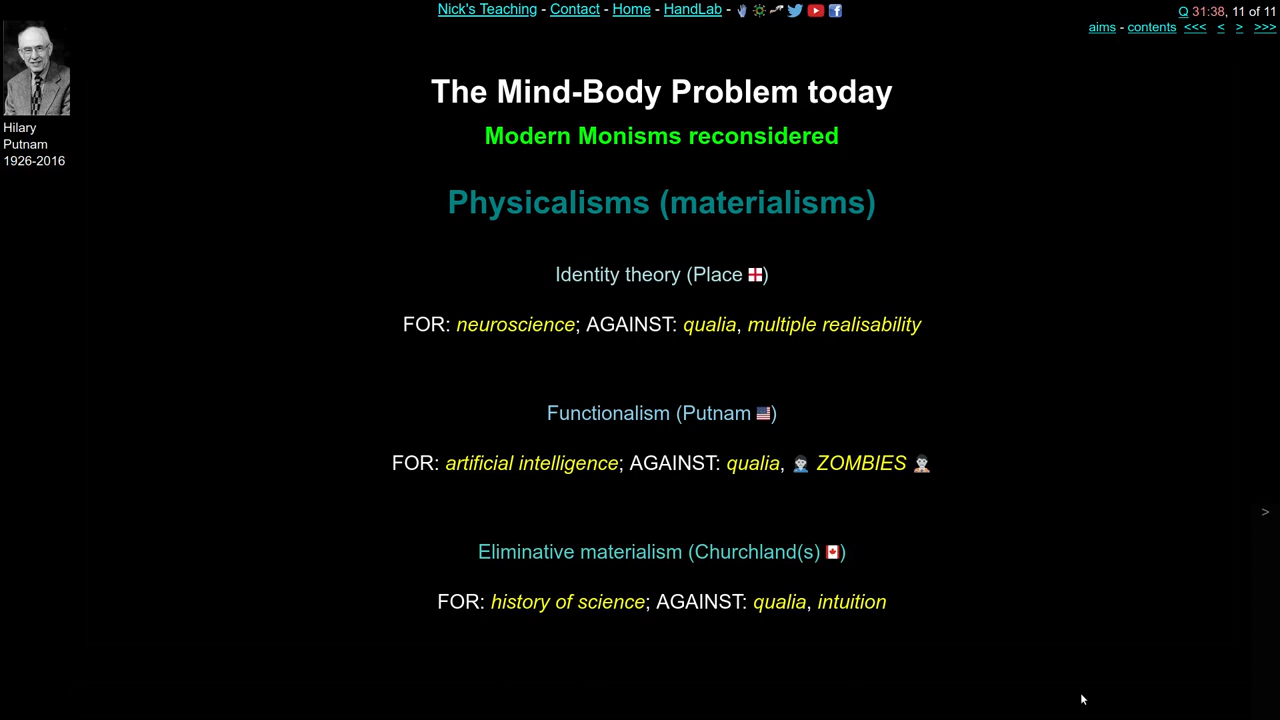 Nick's Teaching - Contact - Home - HandLab -
Q 31:38, 11 of 11
aims - contents <<< < > >>>
Hilary
Putnam
1926-2016
The Mind-Body Problem today
Modern Monisms reconsidered
Physicalisms (materialisms)
Identity theory (Place)
FOR: neuroscience; AGAINST: qualia, multiple realisability
Functionalism (Putnam)
FOR: artificial intelligence; AGAINST: qualia, ZOMBIES
>
Eliminative materialism (Churchland(s))
FOR: history of science; AGAINST: qualia, intuition